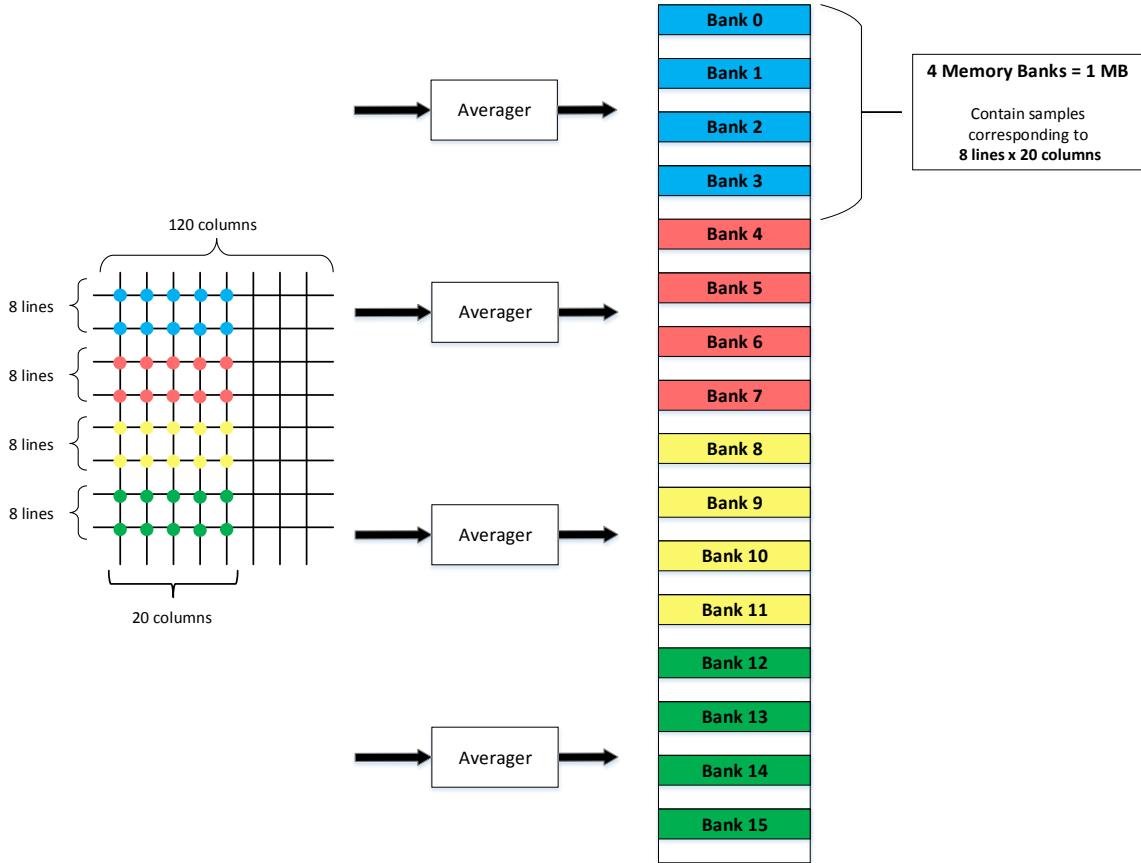 120 columns
8 lines
8 lines
8 lines
8 lines
20 columns
Averager
Averager
Averager
Averager
Bank 0
Bank 1
Bank 2
Bank 3
Bank 4
Bank 5
Bank 6
Bank 7
Bank 8
Bank 9
Bank 10
Bank 11
Bank 12
Bank 13
Bank 14
Bank 15
4 Memory Banks = 1 MB
Contain samples
corresponding to
8 lines x 20 columns